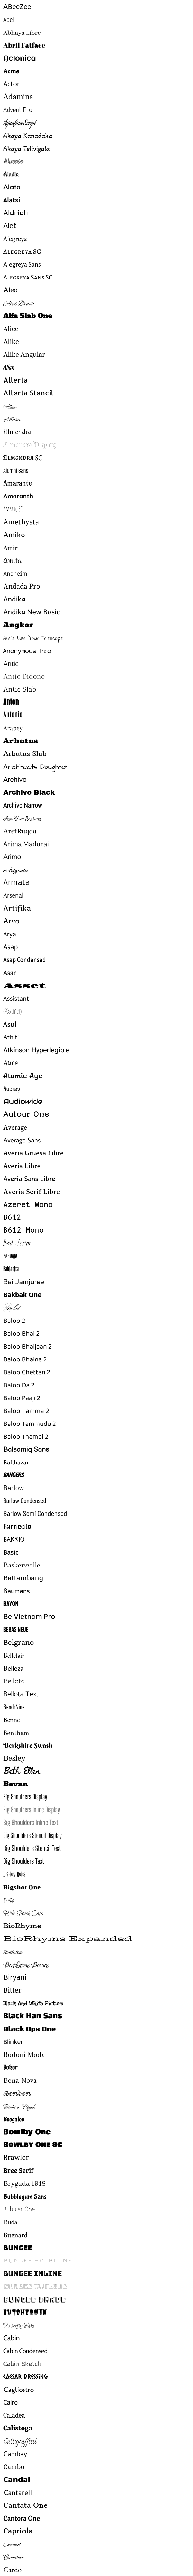 ABeeZee
Abel
Abhaya Libre
Abril Fatface
Aclonica
Acme
Actor
Adamina
Advent Pro
Aguafina Script
Akaya Kanadaka
Akaya Telivigala
Akronim
Aladin
Alata
Alatsi
Aldrich
Alef
Alegreya
Alegreya SC
Alegreya Sans
Alegreya Sans SC
Aleo
Alex Brush
Alfa Slab One
Alice
Alike
Alike Angular
Allan
Allerta
Allerta Stencil
Allison
Allura
Almendra
Almendra Display
Almendra SC
Alumni Sans
Amarante
Amaranth
Amatic SC
Amethysta
Amiko
Amiri
Amita
Anaheim
Andada Pro
Andika
Andika New Basic
Angkor
Annie Use Your Telescope
Anonymous Pro
Antic
Antic Didone
Antic Slab
Anton
Antonio
Arapey
Arbutus
Arbutus Slab
Architects Daughter
Archivo
Archivo Black
Archivo Narrow
Are You Serious
Aref Ruqaa
Arima Madurai
Arimo
Arizonia
Armata
Arsenal
Artifika
Arvo
Arya
Asap
Asap Condensed
Asar
Asset
Assistant
Astloch
Asul
Athiti
Atkinson Hyperlegible
Atma
Atomic Age
Aubrey
Audiowide
Autour One
Average
Average Sans
Averia Gruesa Libre
Averia Libre
Averia Sans Libre
Averia Serif Libre
Azeret Mono
B612
B612 Mono
Bad Script
Bahiana
Bahianita
Bai Jamjuree
Bakbak One
Ballet
Baloo 2
Baloo Bhai 2
Baloo Bhaijaan 2
Baloo Bhaina 2
Baloo Chettan 2
Baloo Da 2
Baloo Paaji 2
Baloo Tamma 2
Baloo Tammudu 2
Baloo Thambi 2
Balsamiq Sans
Balthazar
Bangers
Barlow
Barlow Condensed
Barlow Semi Condensed
Barriecito
Barrio
Basic
Baskervville
Battambang
Baumans
Bayon
Be Vietnam Pro
Bebas Neue
Belgrano
Bellefair
Belleza
Bellota
Bellota Text
BenchNine
Benne
Bentham
Berkshire Swash
Besley
Beth Ellen
Bevan
Big Shoulders Display
Big Shoulders Inline Display
Big Shoulders Inline Text
Big Shoulders Stencil Display
Big Shoulders Stencil Text
Big Shoulders Text
Bigelow Rules
Bigshot One
Bilbo
Bilbo Swash Caps
BioRhyme
BioRhyme Expanded
Birthstone
Birthstone Bounce
Biryani
Bitter
Black And White Picture
Black Han Sans
Black Ops One
Blinker
Bodoni Moda
Bokor
Bona Nova
Bonbon
Bonheur Royale
Boogaloo
Bowlby One
Bowlby One SC
Brawler
Bree Serif
Brygada 1918
Bubblegum Sans
Bubbler One
Buda
Buenard
Bungee
Bungee Hairline
Bungee Inline
Bungee Outline
Bungee Shade
Butcherman
Butterfly Kids
Cabin
Cabin Condensed
Cabin Sketch
Caesar Dressing
Cagliostro
Cairo
Caladea
Calistoga
Calligraffitti
Cambay
Cambo
Candal
Cantarell
Cantata One
Cantora One
Capriola
Caramel
Carattere
Cardo